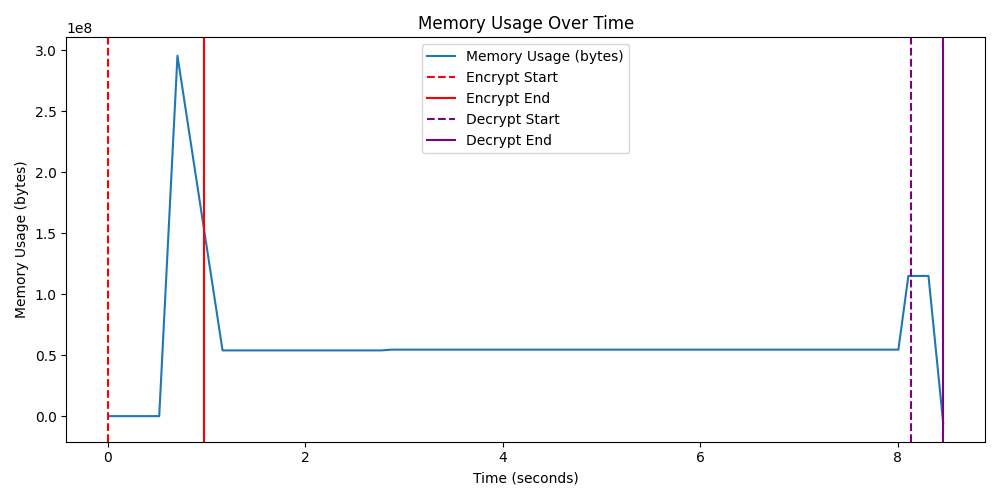 Memory Usage Over Time
1e8
3.0
2.5
2.0
1.5
1.0
0.5
0.0
Memory Usage (bytes)
Memory Usage (bytes)
Encrypt Start
Encrypt End
Decrypt Start
Decrypt End
0 2 4 6 8
Time (seconds)